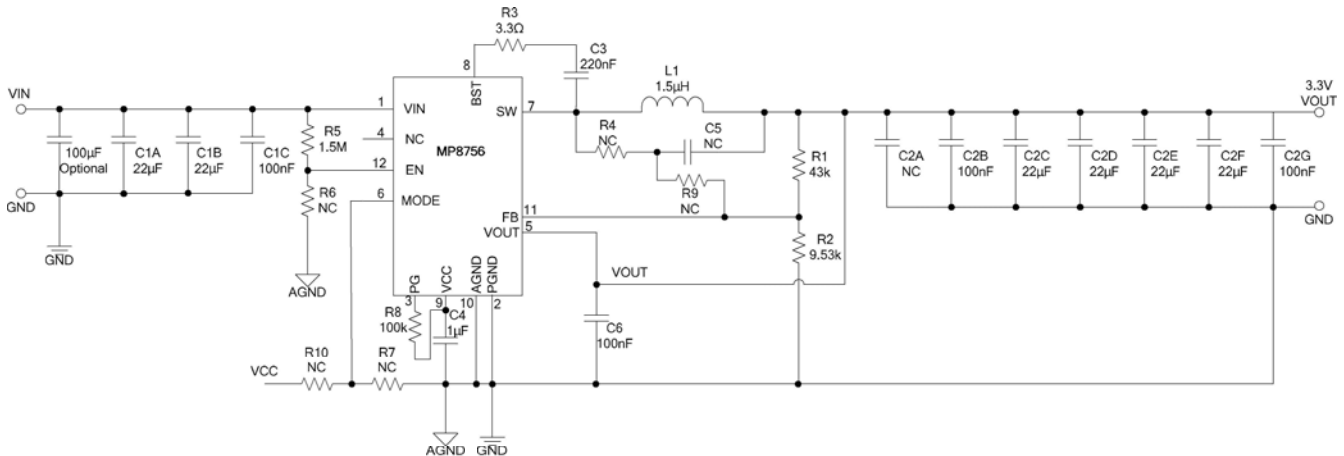 R3
3.3Ω
C3
220nF
8
BST
L1
1.5μH
VIN
1
VIN
SW
7
3.3V
VOUT
R5
1.5M
4
NC
MP8756
R4
NC
C5
NC
100μF
Optional
C1A
22μF
C1B
22μF
C1C
100nF
12
EN
R1
43k
C2A
NC
C2B
100nF
C2C
22μF
C2D
22μF
C2E
22μF
C2F
22μF
C2G
100nF
GND
R6
NC
6
MODE
R9
NC
FB
11
GND
VOUT
5
R2
9.53k
GND
AGND
PG
VCC
AGND
PGND
VOUT
3
9
10
2
R8
100k
C4
1μF
C6
100nF
VCC
R10
NC
R7
NC
AGND
GND